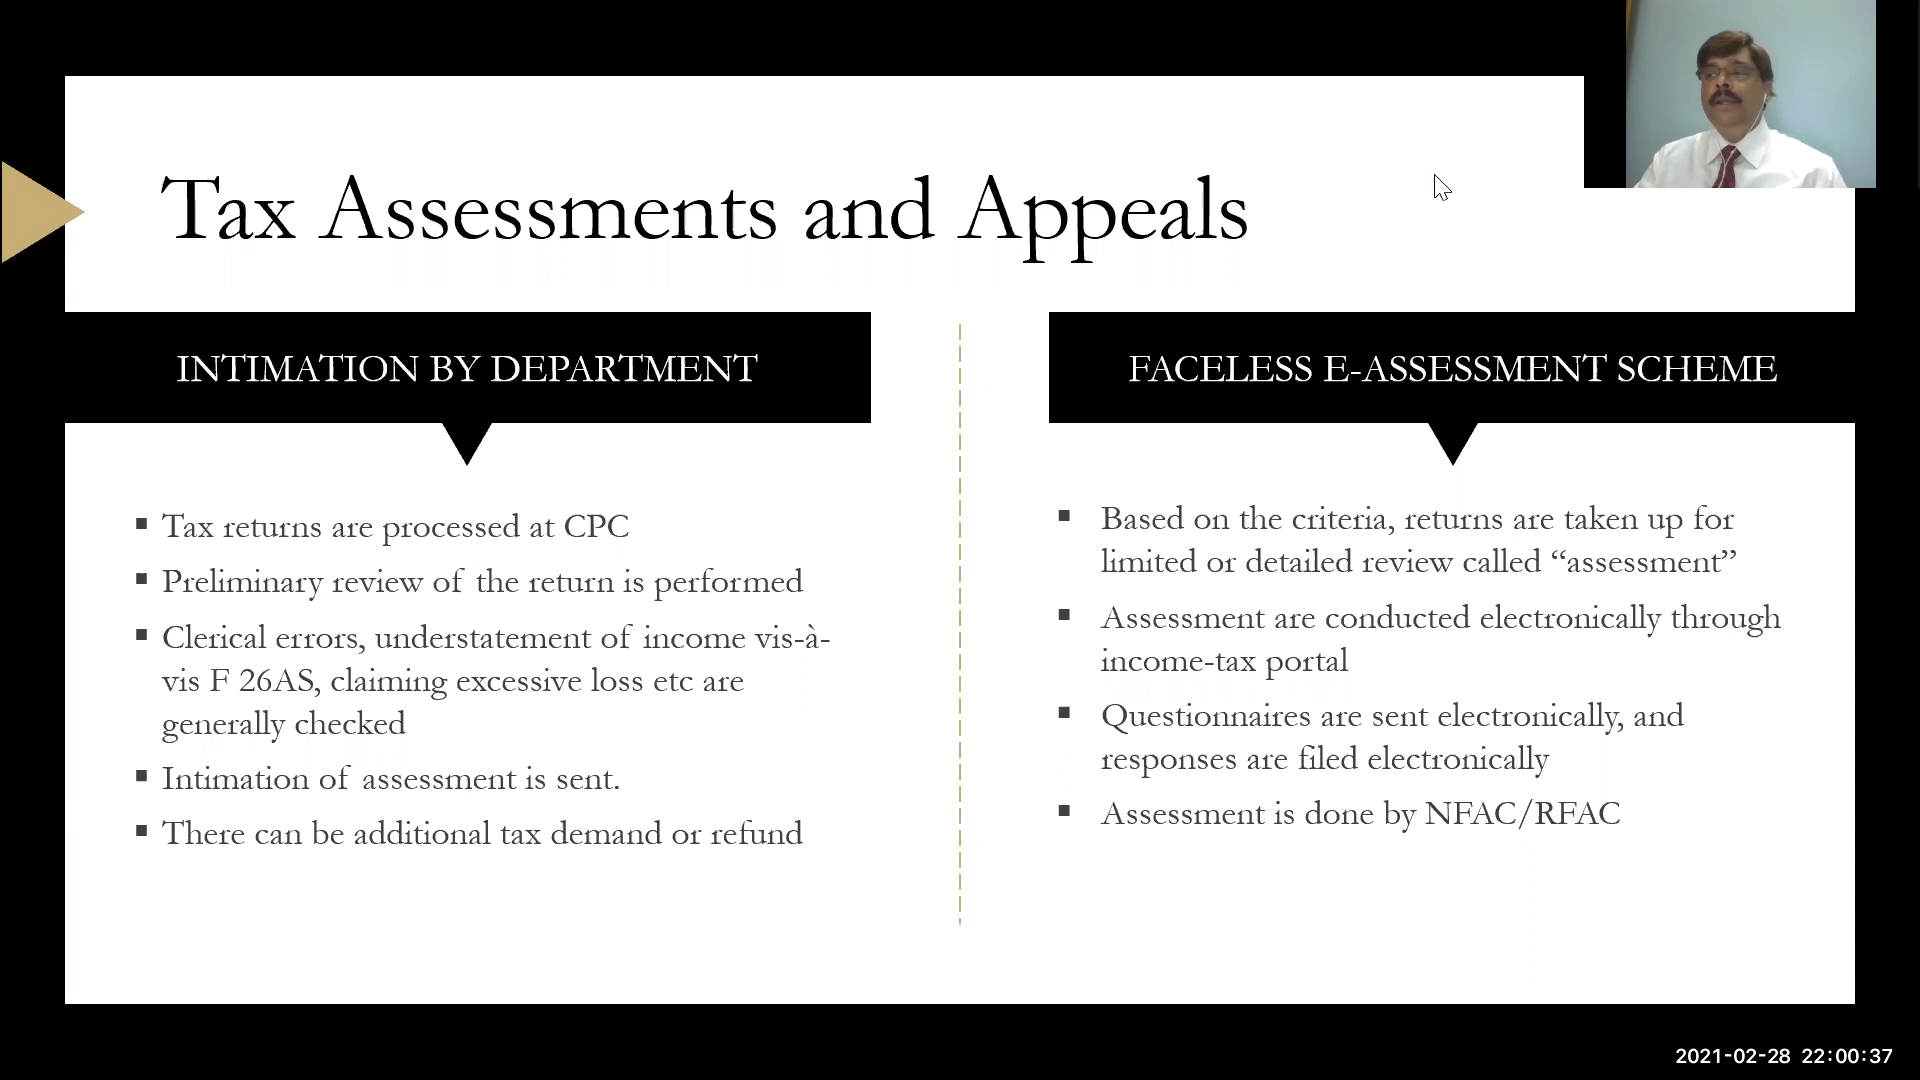 Tax Assessments and Appeals
INTIMATION BY DEPARTMENT
▪ Tax returns are processed at CPC
▪ Preliminary review of the return is performed
▪ Clerical errors, understatement of income vis-à-
vis F 26AS, claiming excessive loss etc are
generally checked
▪ Intimation of assessment is sent.
▪ There can be additional tax demand or refund
FACELESS E-ASSESSMENT SCHEME
▪ Based on the criteria, returns are taken up for
limited or detailed review called “assessment”
▪ Assessment are conducted electronically through
income-tax portal
▪ Questionnaires are sent electronically, and
responses are filed electronically
▪ Assessment is done by NFAC/RFAC
2021-02-28 22:00:37